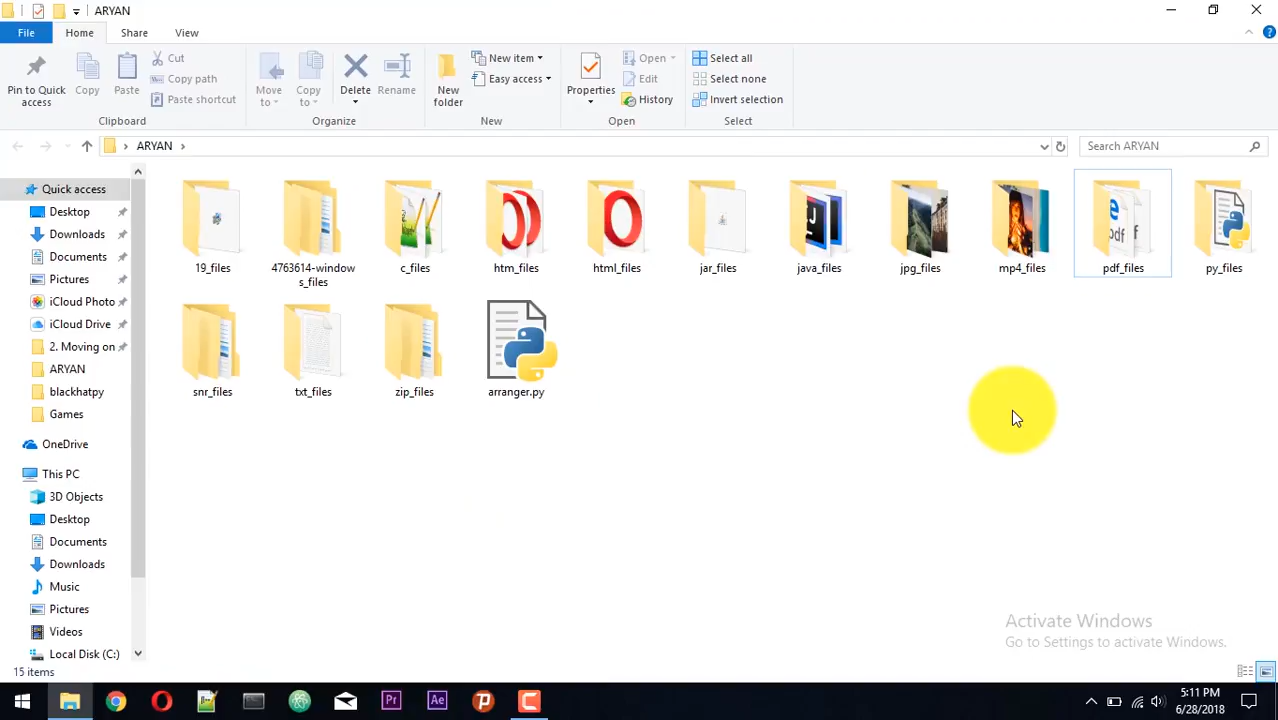 ARYAN
File Home Share View
Pin to Quick access
Copy
Paste
Cut
Copy path
Paste shortcut
Clipboard
Move to
Copy to
Delete
Rename
Organize
New folder
New item
Easy access
New
Properties
Open
Edit
History
Open
Select all
Select none
Invert selection
Select
ARYAN
Search ARYAN
Quick access
Desktop
Downloads
Documents
Pictures
iCloud Photo
iCloud Drive
2. Moving on
ARYAN
blackhatpy
Games
OneDrive
This PC
3D Objects
Desktop
Documents
Downloads
Music
Pictures
Videos
Local Disk (C:)
19_files
4763614-window
s_files
c_files
htm_files
html_files
jar_files
java_files
jpg_files
mp4_files
pdf_files
py_files
snr_files
txt_files
zip_files
arranger.py
Activate Windows
Go to Settings to activate Windows.
15 items
5:11 PM
6/28/2018